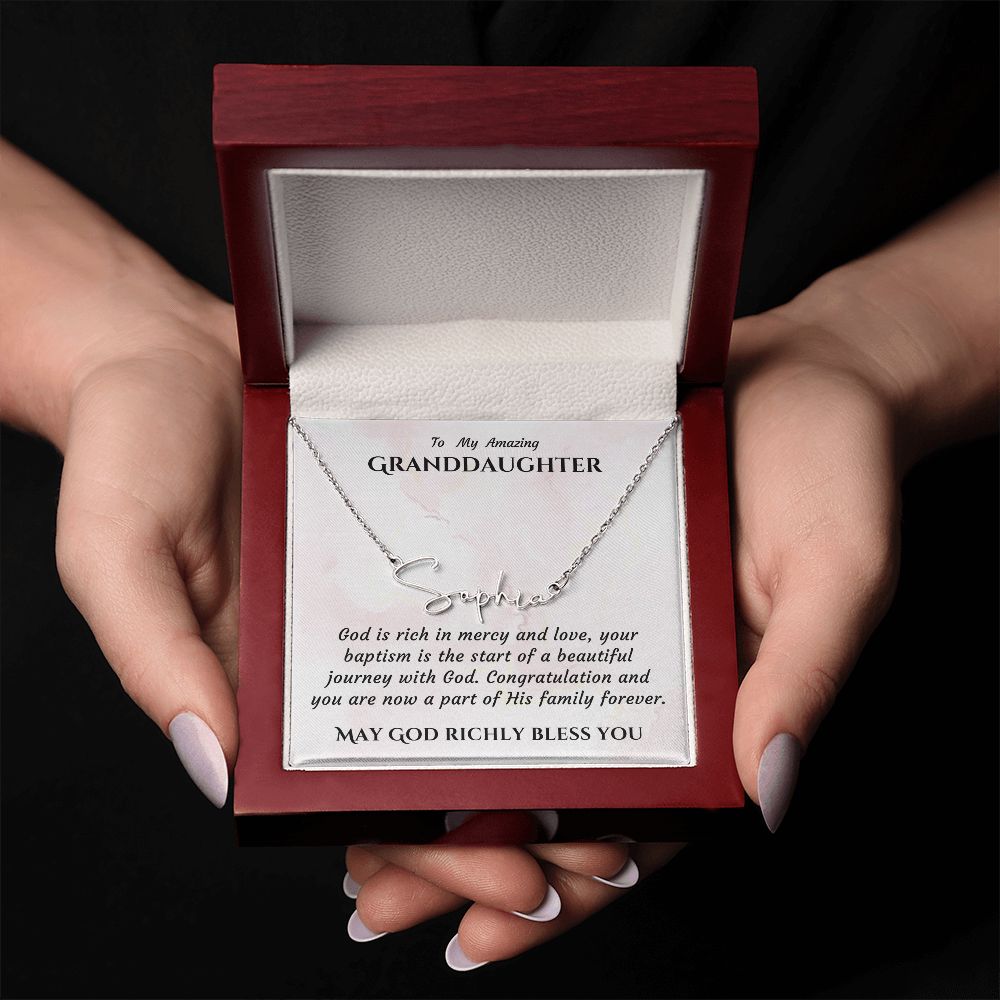 To My Amazing
GRANDDAUGHTER
Sophia
God is rich in mercy and love, your
baptism is the start of a beautiful
journey with God. Congratulation and
you are now a part of His family forever.
MAY GOD RICHLY BLESS YOU